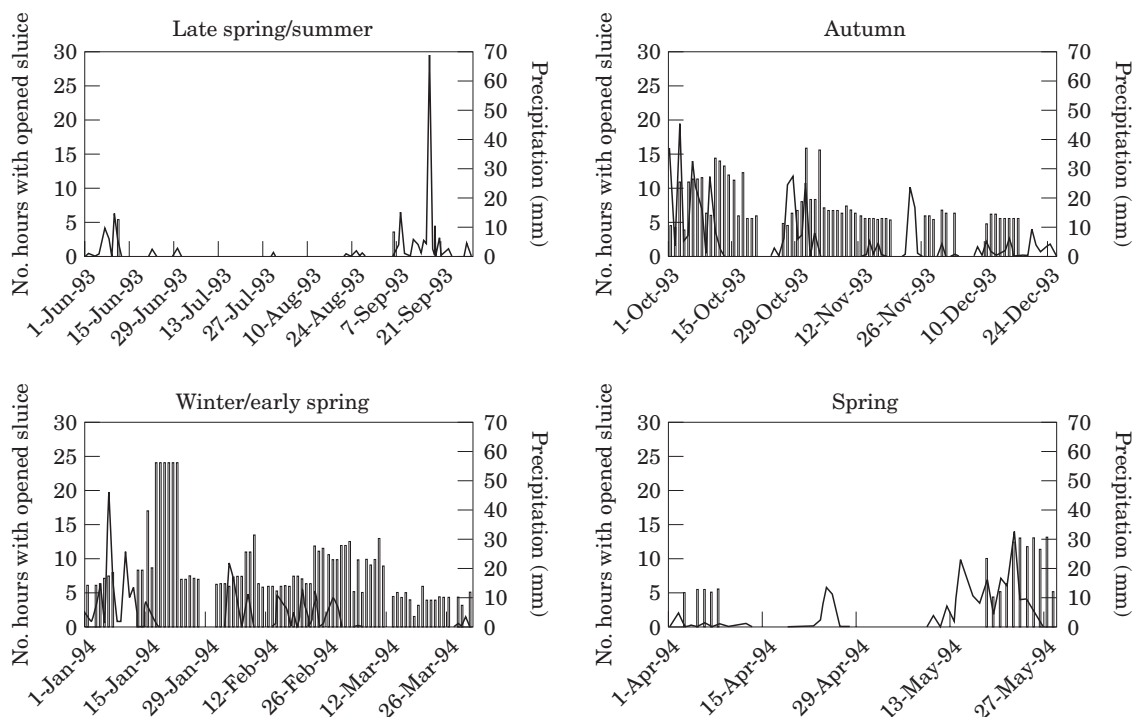 Late spring/summer
No. hours with opened sluice
30
25
20
15
10
5
0
70
60
50
40
30
20
10
0
Precipitation (mm)
1-Jun-93
15-Jun-93
29-Jun-93
13-Jul-93
27-Jul-93
10-Aug-93
24-Aug-93
7-Sep-93
21-Sep-93
Autumn
No. hours with opened sluice
30
25
20
15
10
5
0
70
60
50
40
30
20
10
0
Precipitation (mm)
1-Oct-93
15-Oct-93
29-Oct-93
12-Nov-93
26-Nov-93
10-Dec-93
24-Dec-93
Winter/early spring
No. hours with opened sluice
30
25
20
15
10
5
0
70
60
50
40
30
20
10
0
Precipitation (mm)
1-Jan-94
15-Jan-94
29-Jan-94
12-Feb-94
26-Feb-94
12-Mar-94
26-Mar-94
Spring
No. hours with opened sluice
30
25
20
15
10
5
0
70
60
50
40
30
20
10
0
Precipitation (mm)
1-Apr-94
15-Apr-94
29-Apr-94
13-May-94
27-May-94